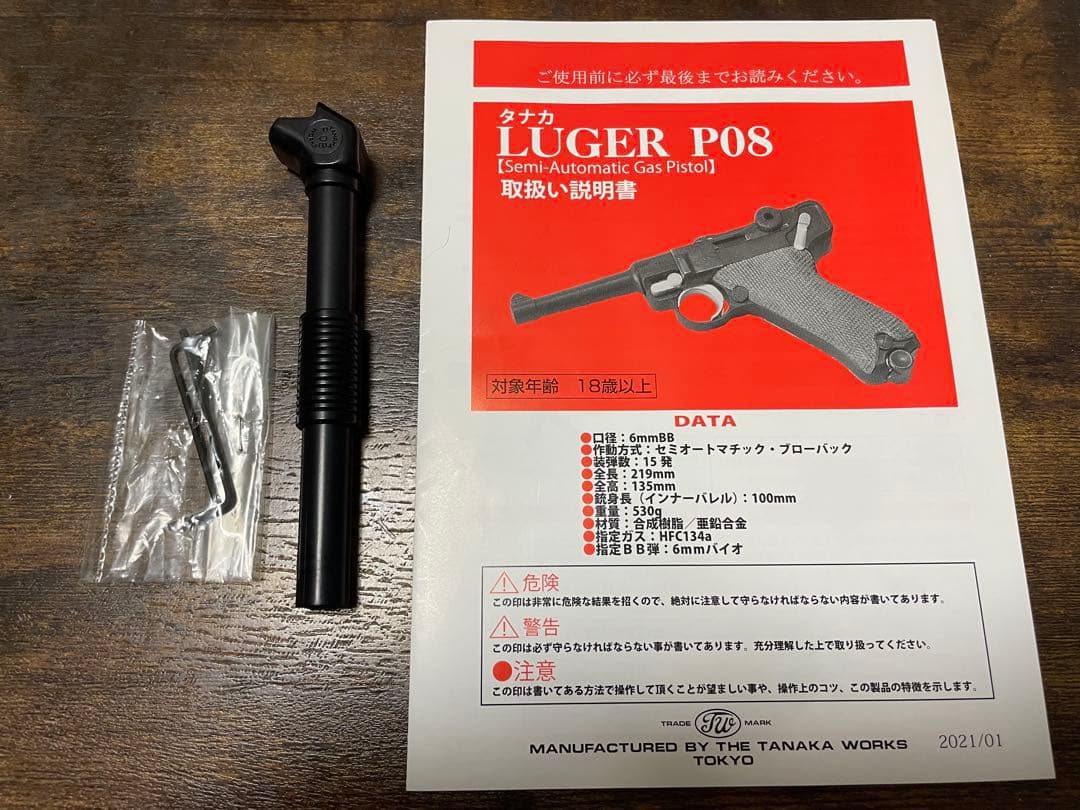 P08
ご使用前に必ず最後までお読みください。
タナカ
LUGER P08
【Semi-Automatic Gas Pistol】
取扱い説明書
対象年齢 18歳以上
DATA
●口径：6mmBB
●作動方式：セミオートマチック・ブローバック
●装弾数：15発
●全長：219mm
●全高：135mm
●銃身長（インナーバレル）：100mm
●重量：530g
●材質：合成樹脂／亜鉛合金
●指定ガス：HFC134a
●指定ＢＢ弾：6mmバイオ
危険
この印は非常に危険な結果を招くので、絶対に注意して守らなければならない内容が書いてあります。
警告
この印は必ず守らなければならない事が書いてあります。充分理解した上で取り扱ってください。
●注意
この印は書いてある方法で操作して頂くことが望ましい事や、操作上のコツ、この製品の特徴を示します。
TRADE TW MARK
MANUFACTURED BY THE TANAKA WORKS
TOKYO
2021/01